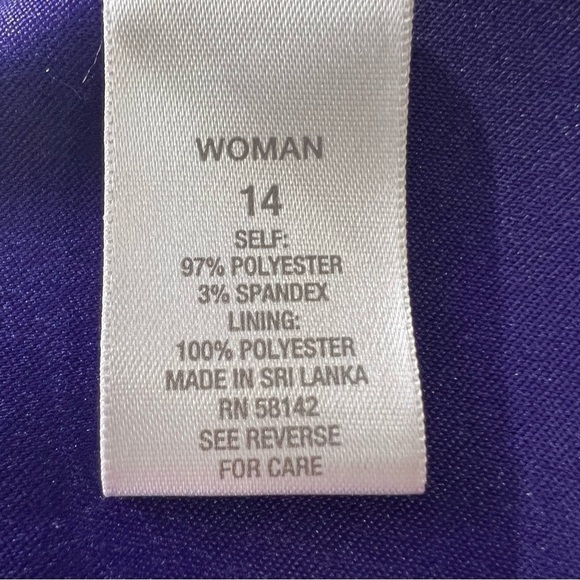 WOMAN
14
SELF:
97% POLYESTER
3% SPANDEX
LINING:
100% POLYESTER
MADE IN SRI LANKA
RN 58142
SEE REVERSE
FOR CARE